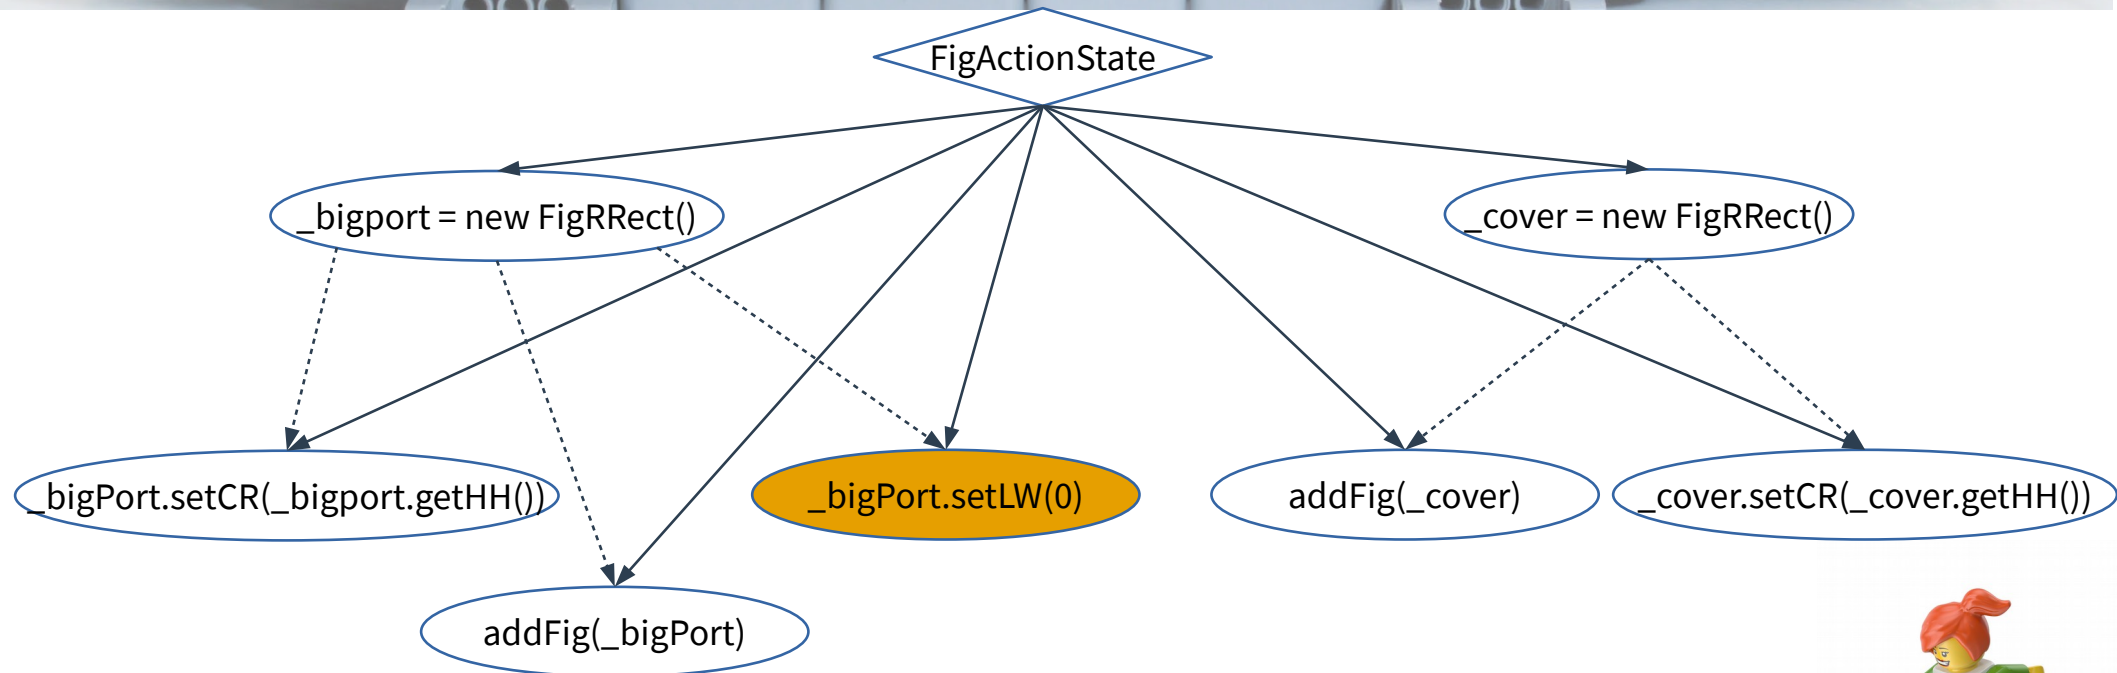 FigActionState
_bigport = new FigRRect()
_cover = new FigRRect()
_bigPort.setCR(_bigport.getHH())
_bigPort.setLW(0)
addFig(_cover)
_cover.setCR(_cover.getHH())
addFig(_bigPort)